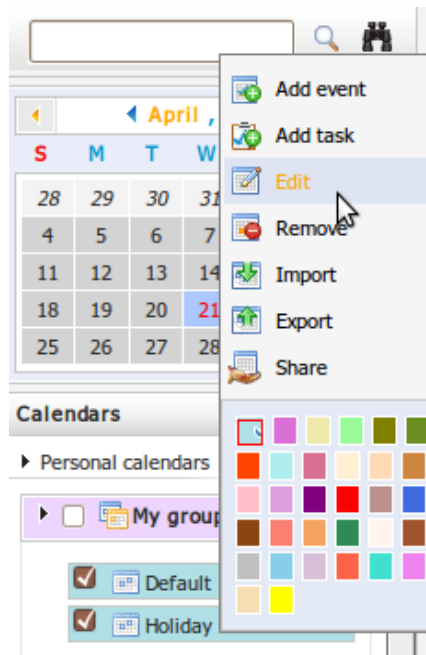 Add event
April ,
Add task
S M T W
Edit
28 29 30 31
Remove
4 5 6 7
11 12 13 14
Import
18 19 20 21
Export
25 26 27 28
Share
Calendars
Personal calendars
My group
Default
Holiday